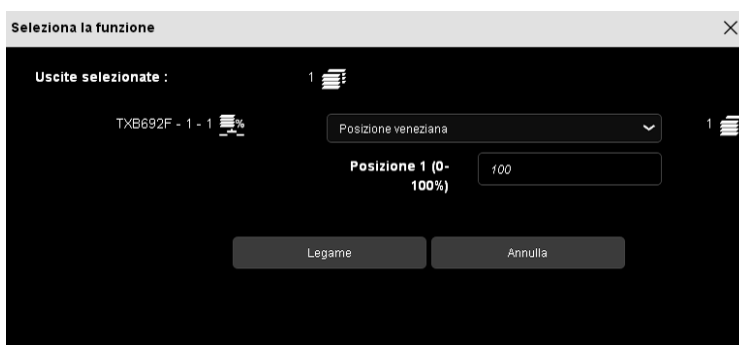 Seleziona la funzione
Uscite selezionate : 1
TXB692F - 1 - 1 % Posizione veneziana 1
Posizione 1 (0-
100%) 100
Legame Annulla